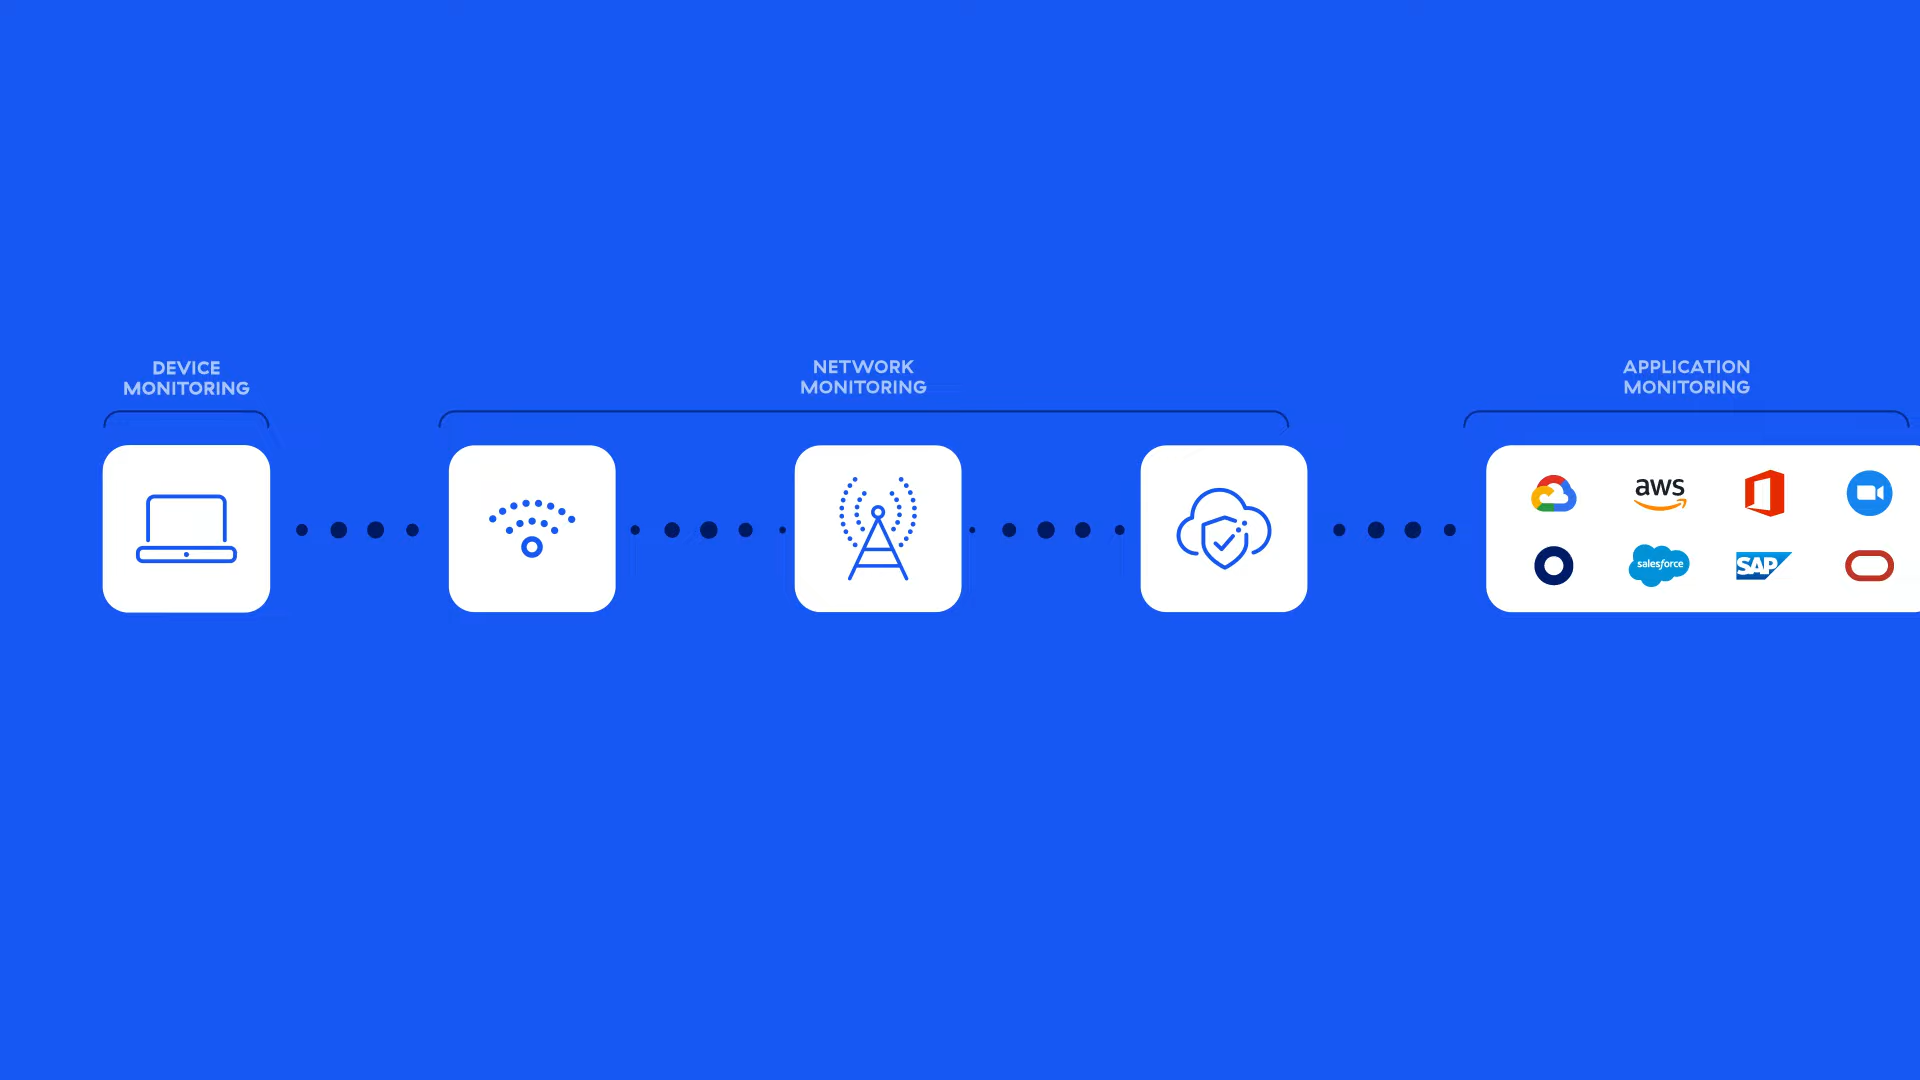 DEVICE
MONITORING
NETWORK
MONITORING
APPLICATION
MONITORING
aws
salesforce
SAP